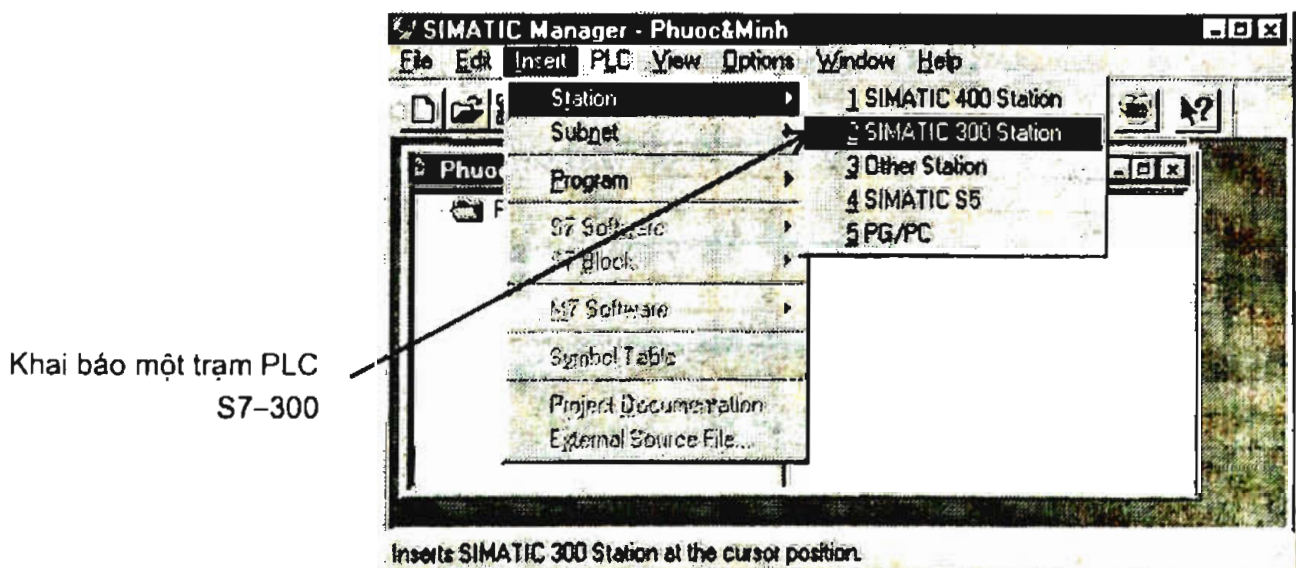 SIMATIC Manager - Phuoc&Minh
File Edit Insert PLC View Options Window Help
Station
1 SIMATIC 400 Station
Subnet
2 SIMATIC 300 Station
Phuo
Program
3 Other Station
F
4 SIMATIC S5
S7 Software
5 PG/PC
S7 Block
M7 Software
Symbol Table
Khai báo một trạm PLC
S7–300
Project Documentation
External Source File...
Inserts SIMATIC 300 Station at the cursor position.